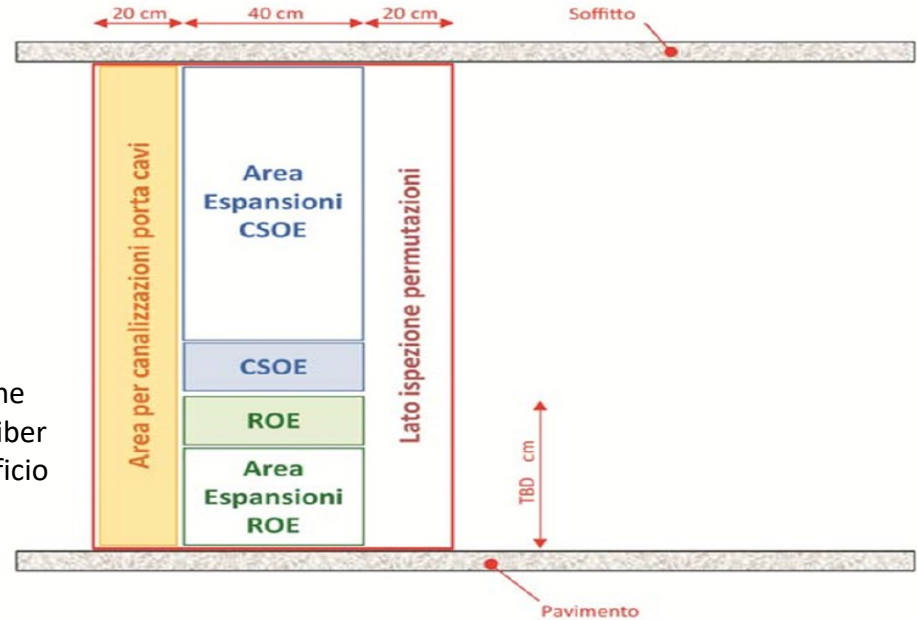 20 cm
40 cm
20 cm
Soffitto
Area per canalizzazioni porta cavi
Area
Espansioni
CSOE
Lato ispezione permutazioni
CSOE
ROE
Area
Espansioni
ROE
TBD cm
Pavimento